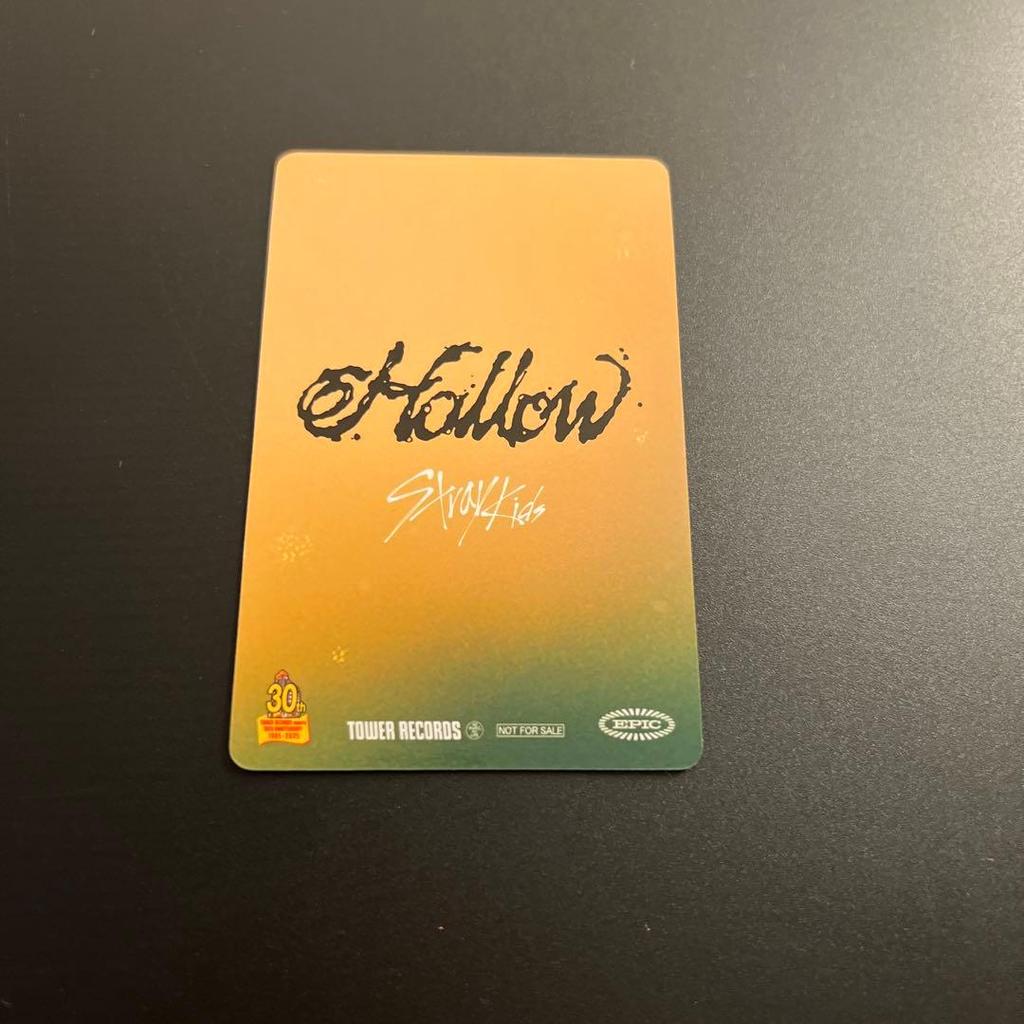 Hollow
Stray Kids
30th
TOWER RECORDS
NOT FOR SALE
EPIC